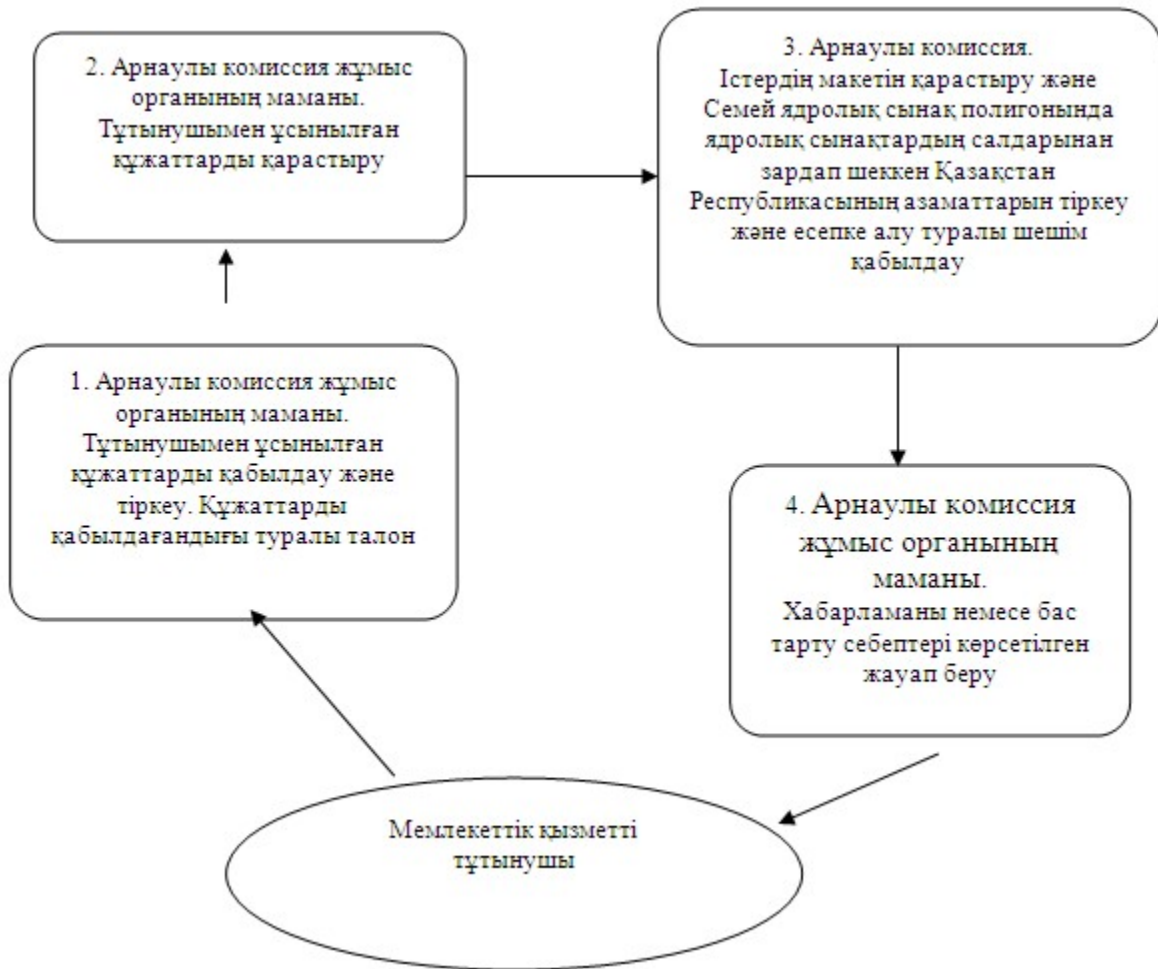 2. Арнаулы комиссия жұмыс
органының маманы.
Тұтынушымен ұсынылған
құжаттарды қарастыру
3. Арнаулы комиссия.
Істердің макетін қарастыру және
Семей ядролық сынақ полигонында
ядролық сынақтардың салдарынан
зардап шеккен Қазақстан
Республикасының азаматтарын тіркеу
және есепке алу туралы шешім
қабылдау
1. Арнаулы комиссия жұмыс
органының маманы.
Тұтынушымен ұсынылған
құжаттарды қабылдау және
тіркеу. Құжаттарды
қабылдағандығы туралы талон
4. Арнаулы комиссия
жұмыс органының
маманы.
Хабарламаны немесе бас
тарту себептері көрсетілген
жауап беру
Мемлекеттік қызметті
тұтынушы